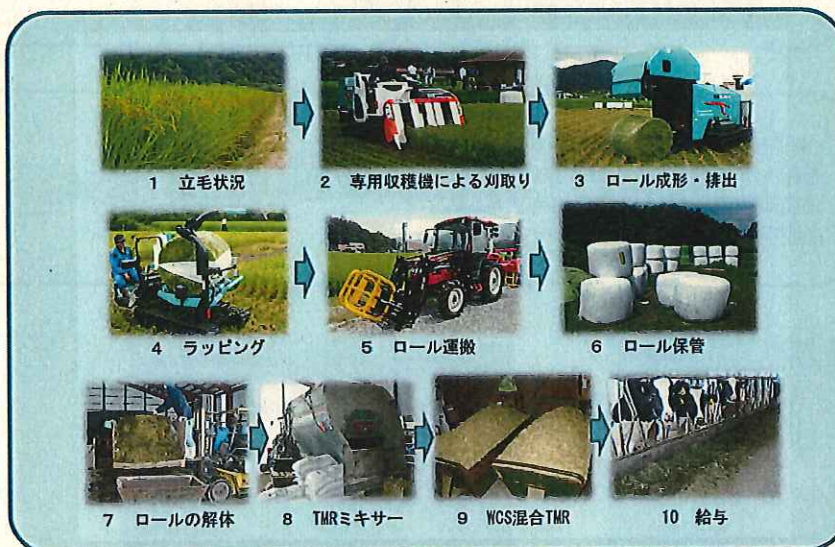 1 立毛状況
2 専用収穫機による刈取り
3 ロール成形・排出
4 ラッピング
5 ロール運搬
6 ロール保管
7 ロールの解体
8 TMRミキサー
9 WCS混合TMR
10 給与